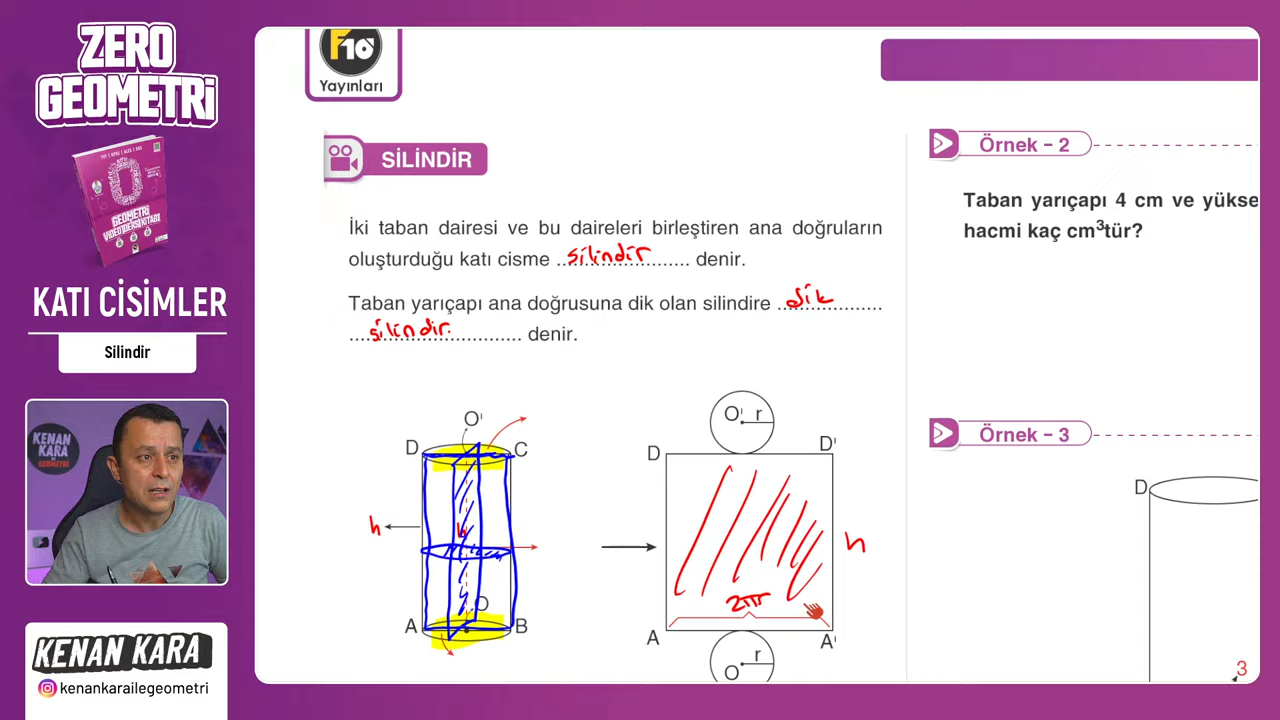 ZERO
GEOMETRİ
GEOMETRİ
VIDEO DERS KİTABI
KATI CİSİMLER
Silindir
KENAN
KARA
KENAN KARA
kenankarailegeometri
F10
Yayınları
SİLİNDİR
İki taban dairesi ve bu daireleri birleştiren ana doğruların
oluşturduğu katı cisme ...silindir... denir.
Taban yarıçapı ana doğrusuna dik olan silindire ...dik...
...silindir... denir.
O'
D
C
h
h
O
A
B
O'
r
D
D'
h
2πr
A
A'
r
O
Örnek - 2
Taban yarıçapı 4 cm ve yükse
hacmi kaç cm³tür?
Örnek - 3
D
3